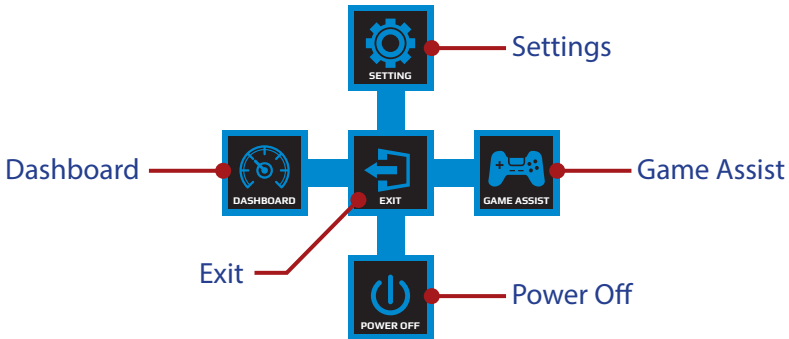 Settings
SETTING
Dashboard
DASHBOARD
EXIT
GAME ASSIST
Game Assist
Exit
Power Off
POWER OFF